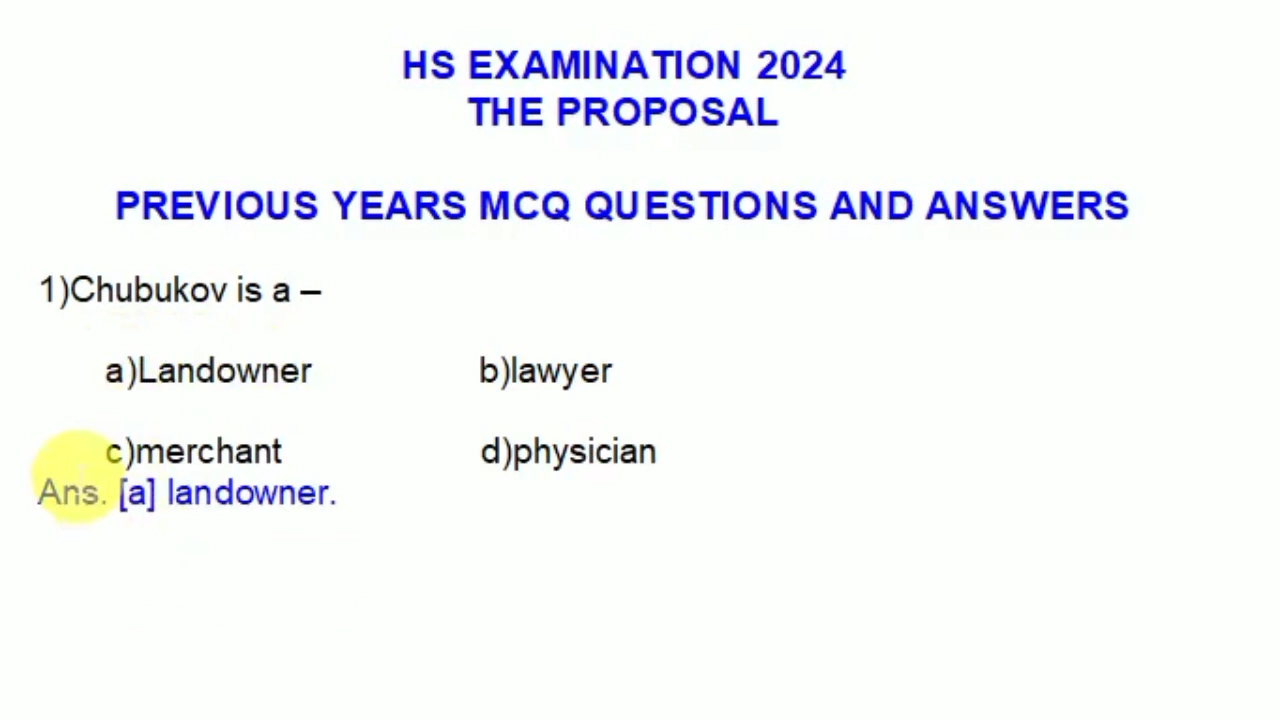 HS EXAMINATION 2024
THE PROPOSAL
PREVIOUS YEARS MCQ QUESTIONS AND ANSWERS
1)Chubukov is a –
a)Landowner b)lawyer
c)merchant d)physician
Ans. [a] landowner.